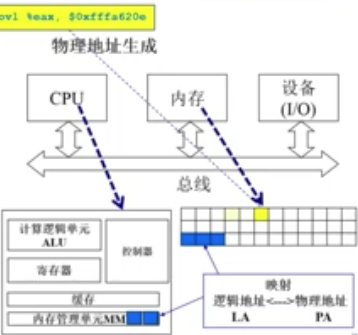 ovl %eax, $0xfffa620e
物理地址生成
CPU
内存
设备
(I/O)
总线
计算逻辑单元
ALU
控制器
寄存器
缓存
内存管理单元MM
映射
逻辑地址<--->物理地址
LA PA